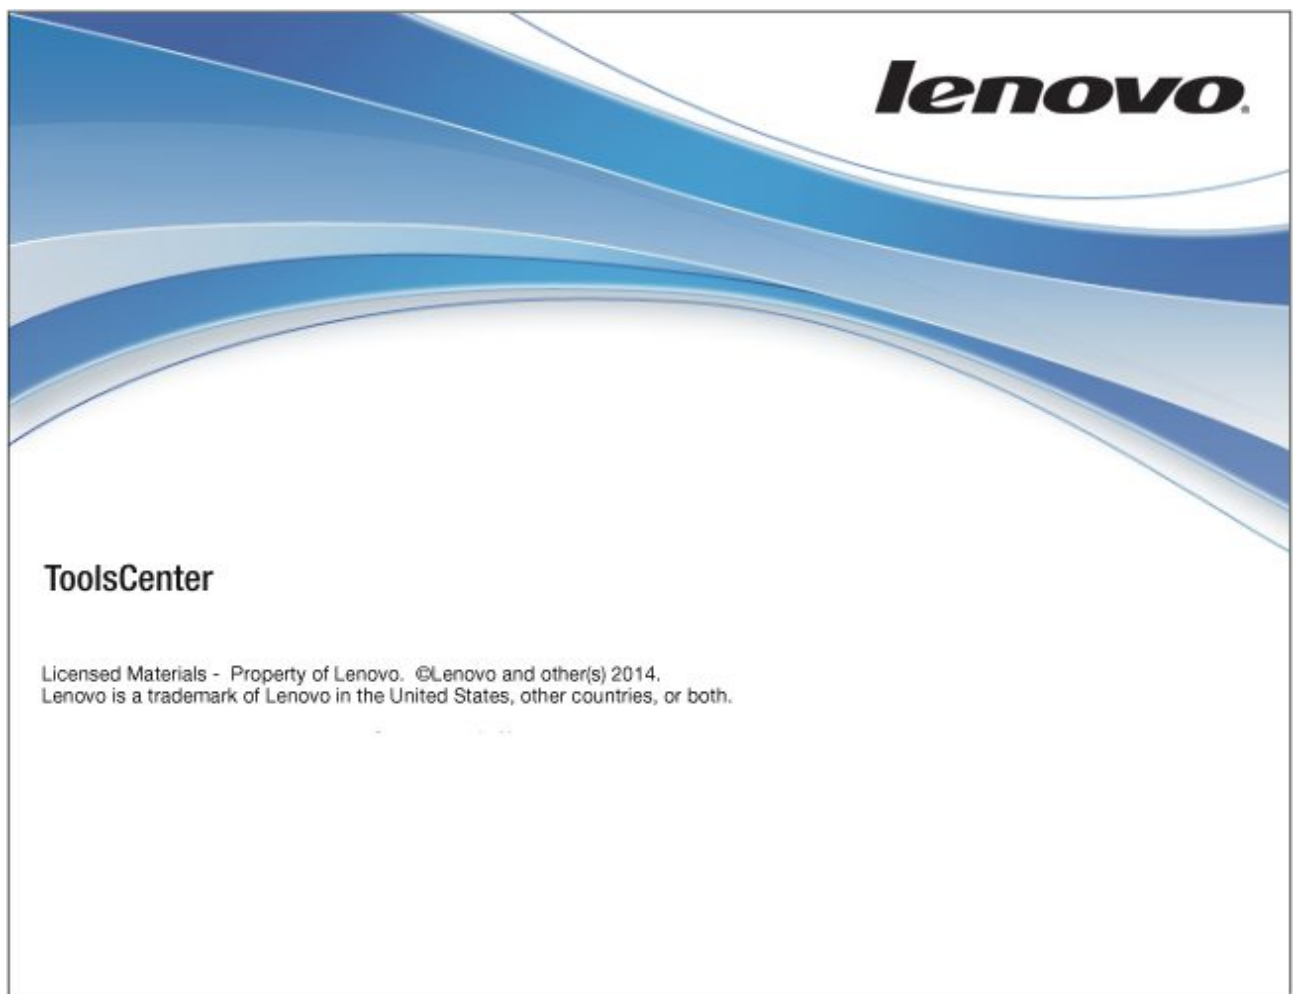 lenovo
ToolsCenter
Licensed Materials - Property of Lenovo. ©Lenovo and other(s) 2014.
Lenovo is a trademark of Lenovo in the United States, other countries, or both.